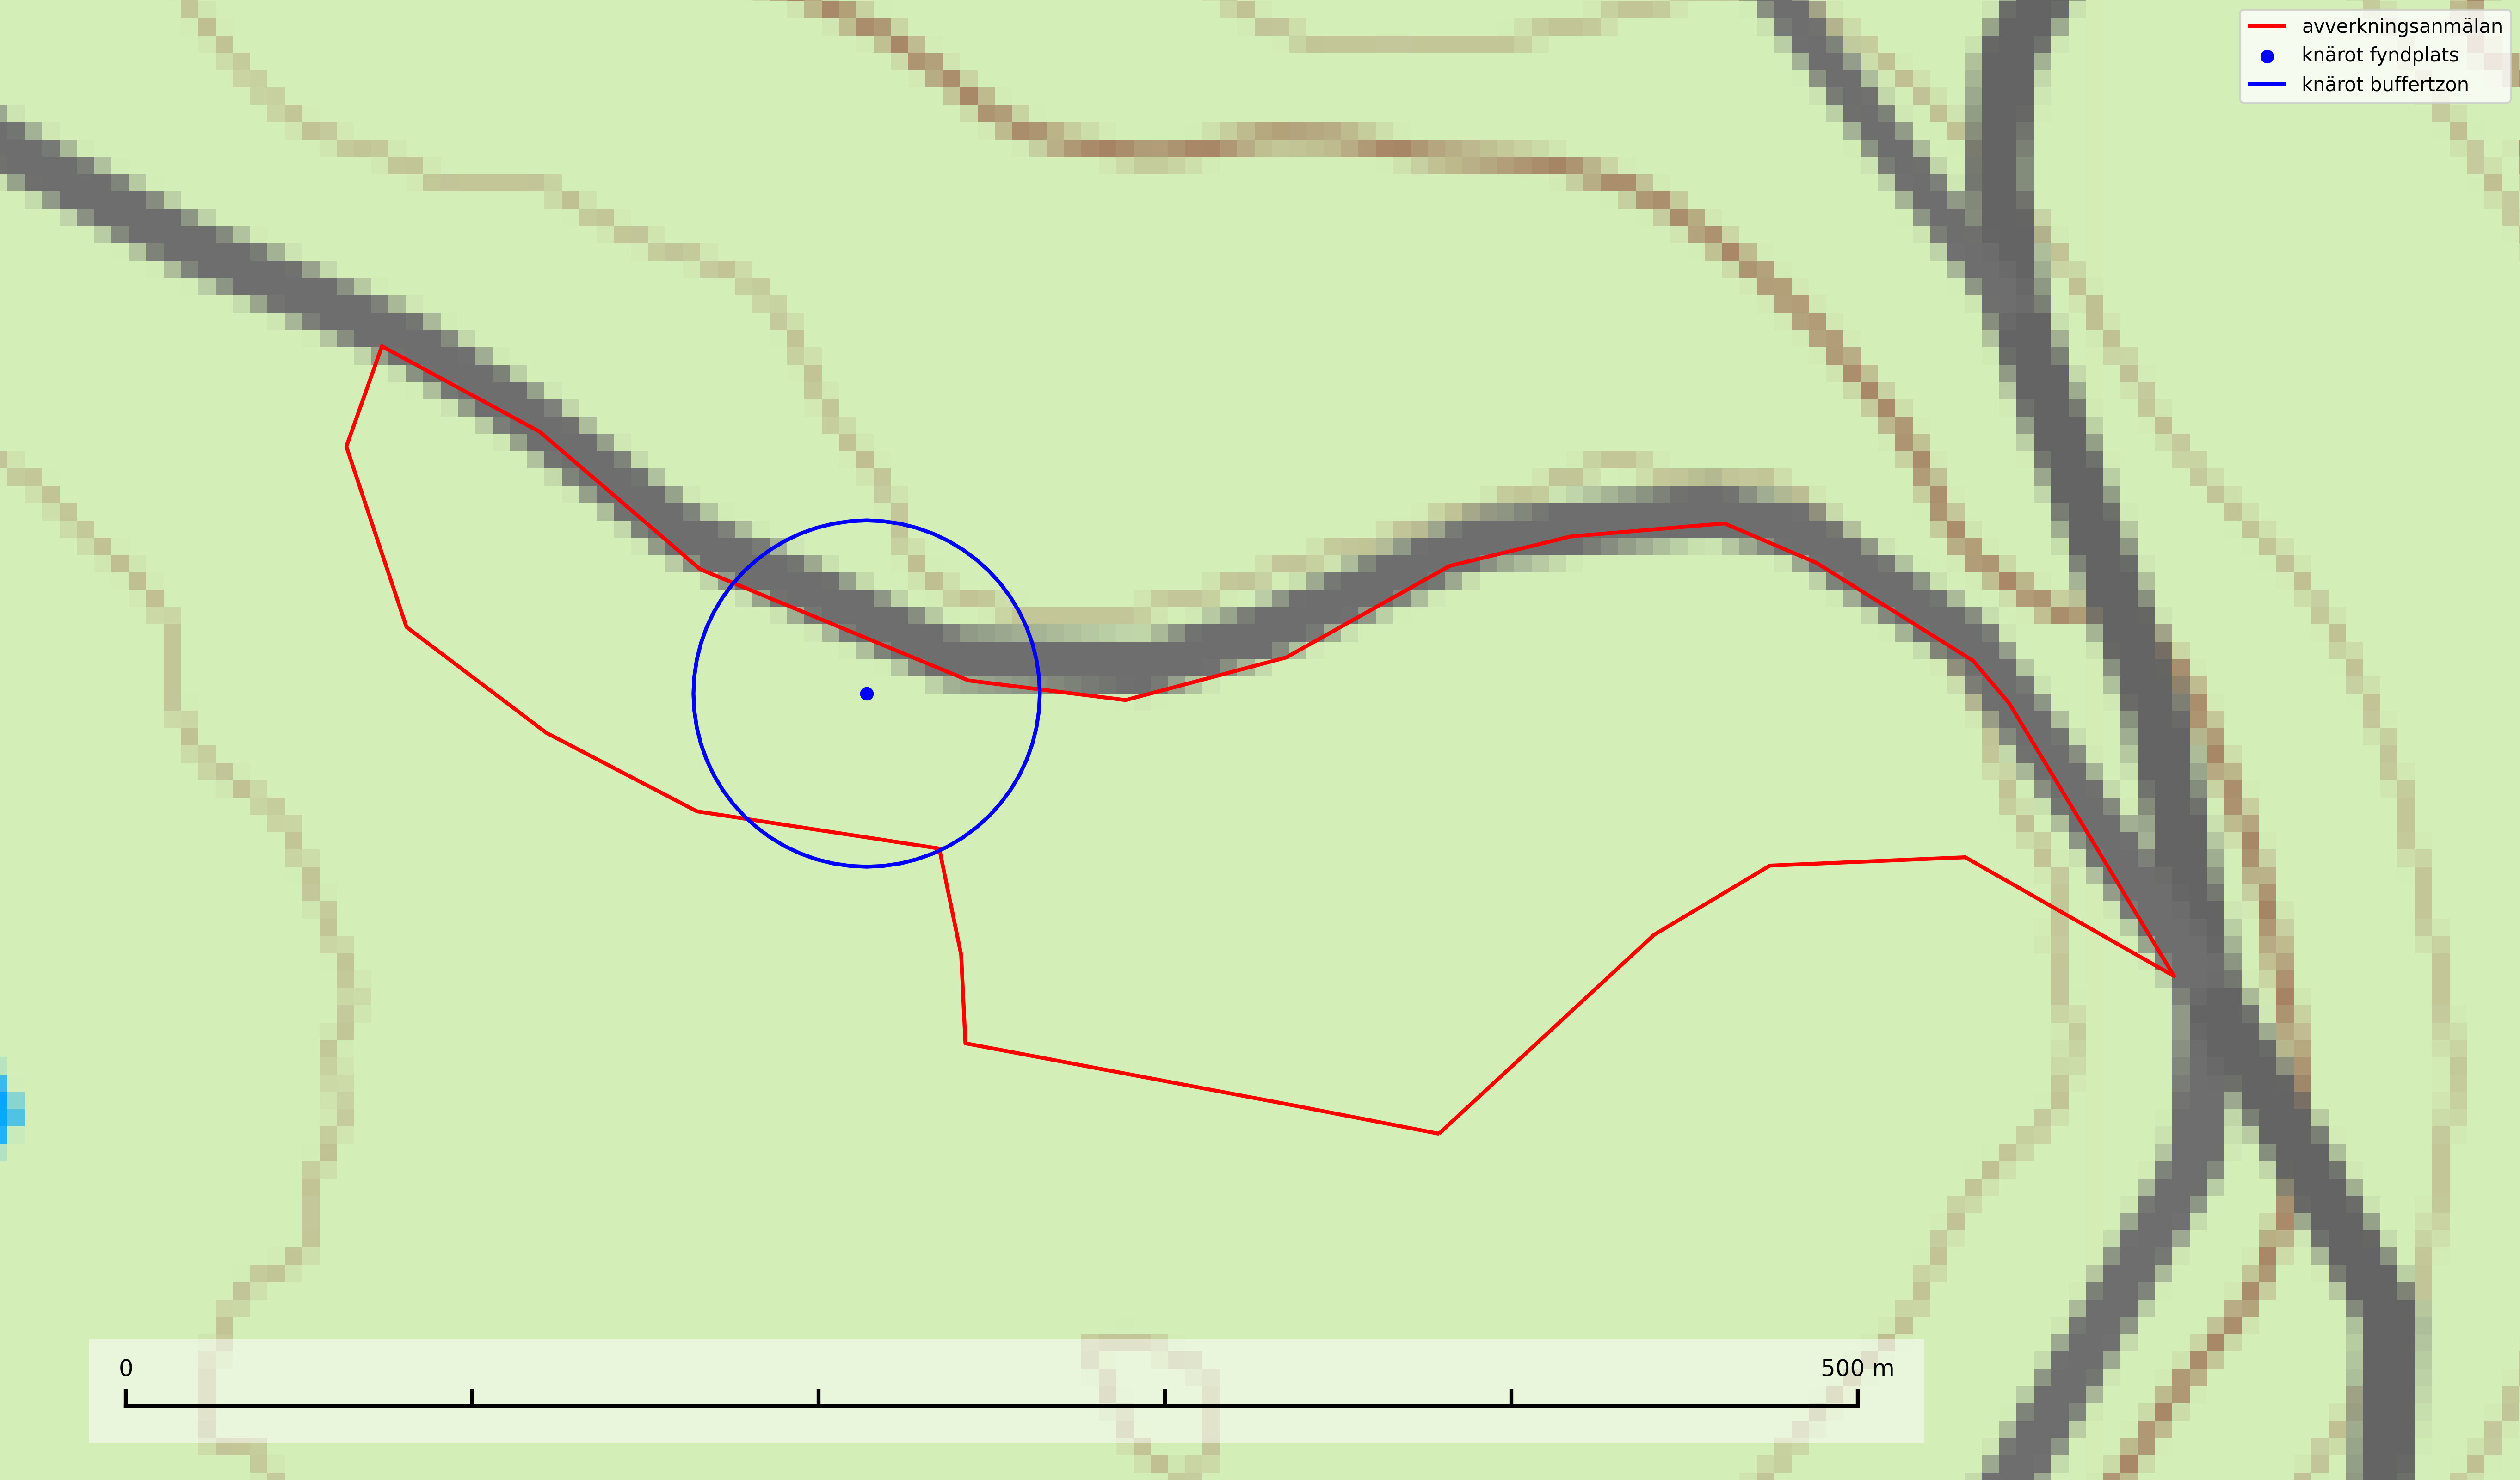 avverkningsanmälan
knärot fyndplats
knärot buffertzon
0
500 m